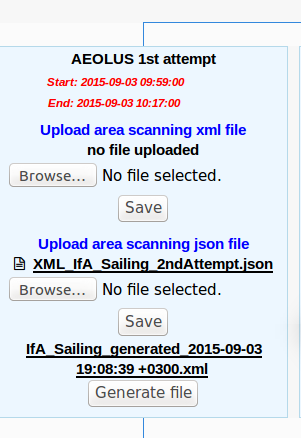 AEOLUS 1st attempt
Start: 2015-09-03 09:59:00
End: 2015-09-03 10:17:00
Upload area scanning xml file
no file uploaded
Browse... No file selected.
Save
Upload area scanning json file
XML_IfA_Sailing_2ndAttempt.json
Browse... No file selected.
Save
IfA_Sailing_generated_2015-09-03
19:08:39 +0300.xml
Generate file